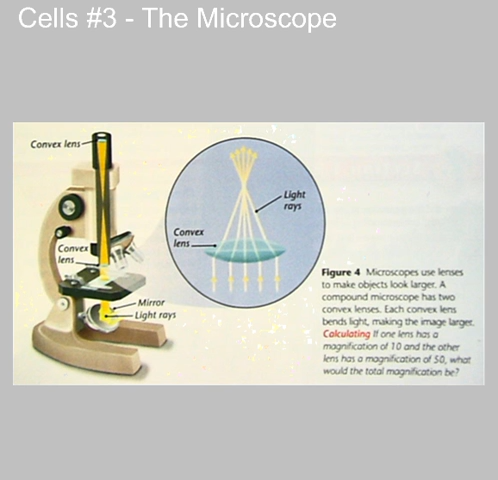 Cells #3 - The Microscope
Convex lens
Convex
lens
Mirror
Light rays
Light
rays
Convex
lens
Figure 4 Microscopes use lenses
to make objects look larger. A
compound microscope has two
convex lenses. Each convex lens
bends light, making the image larger.
Calculating If one lens has a
magnification of 10 and the other
lens has a magnification of 50, what
would the total magnification be?